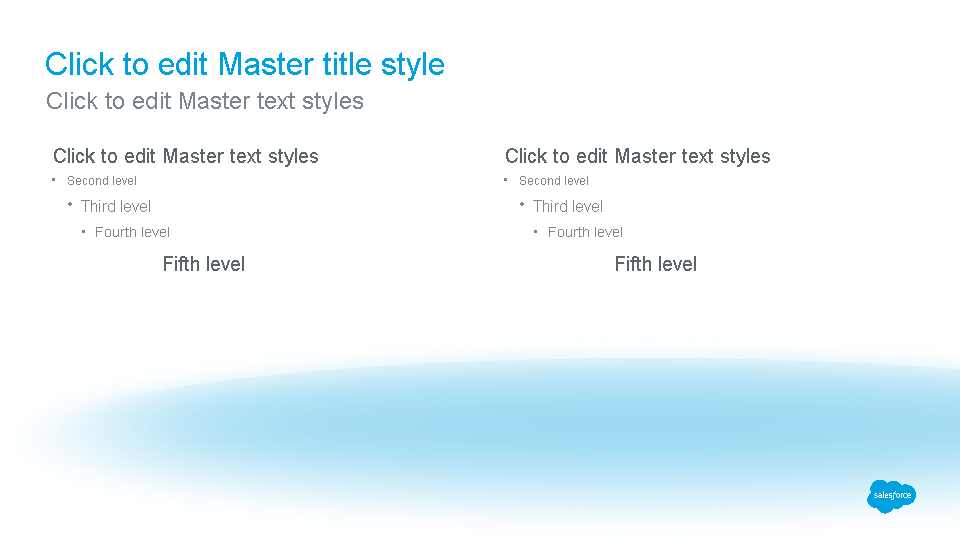 Click to edit Master title style
Click to edit Master text styles
Click to edit Master text styles
• Second level
• Third level
• Fourth level
Fifth level
Click to edit Master text styles
• Second level
• Third level
• Fourth level
Fifth level
salesforce